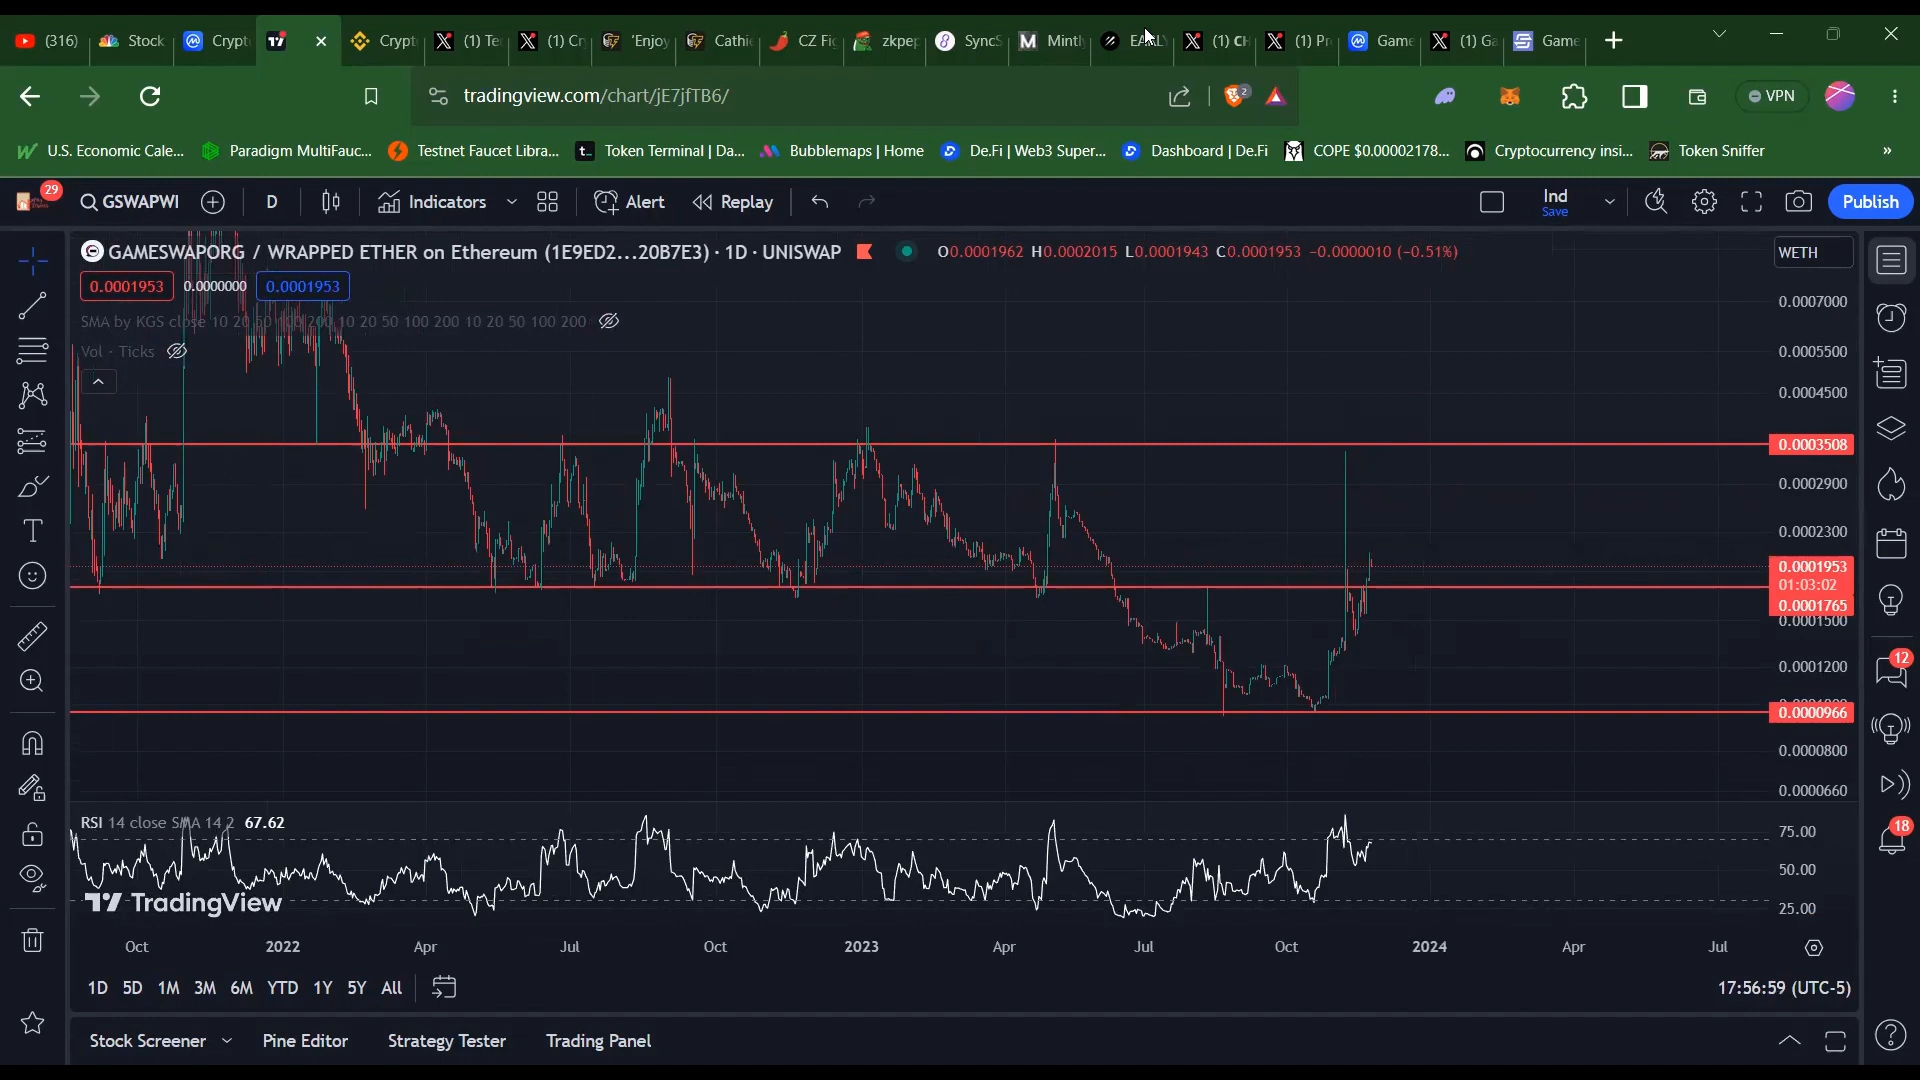 (316)
Stock
Crypt
Crypt
(1) Te
(1) Cr
'Enjoy
Cathie
CZ Fig
zkpep
SyncS
Mintl
(1) CH
(1) Pr
Game
(1) Ga
Game
tradingview.com/chart/jE7jfTB6/
2
VPN
U.S. Economic Cale...
Paradigm MultiFauc...
Testnet Faucet Libra...
Token Terminal | Da...
Bubblemaps | Home
De.Fi | Web3 Super...
Dashboard | De.Fi
COPE $0.00002178...
Cryptocurrency insi...
Token Sniffer
»
29
GSWAPWI
D
Indicators
Alert
Replay
Ind
Save
Publish
GAMESWAPORG / WRAPPED ETHER on Ethereum (1E9ED2...20B7E3) · 1D · UNISWAP
O0.0001962 H0.0002015 L0.0001943 C0.0001953 −0.0000010 (−0.51%)
WETH
0.0001953 0.0000000 0.0001953
SMA by KGS close 10 20 50 100 200 10 20 50 100 200 10 20 50 100 200
Vol · Ticks
0.0007000
0.0005500
0.0004500
0.0003508
0.0002900
0.0002300
0.0001953
01:03:02
0.0001765
0.0001500
0.0001200
0.0000966
0.0000800
0.0000660
12
18
RSI 14 close SMA 14 2 67.62
75.00
50.00
25.00
TradingView
Oct 2022 Apr Jul Oct 2023 Apr Jul Oct 2024 Apr Jul
1D 5D 1M 3M 6M YTD 1Y 5Y All
17:56:59 (UTC-5)
Stock Screener
Pine Editor
Strategy Tester
Trading Panel